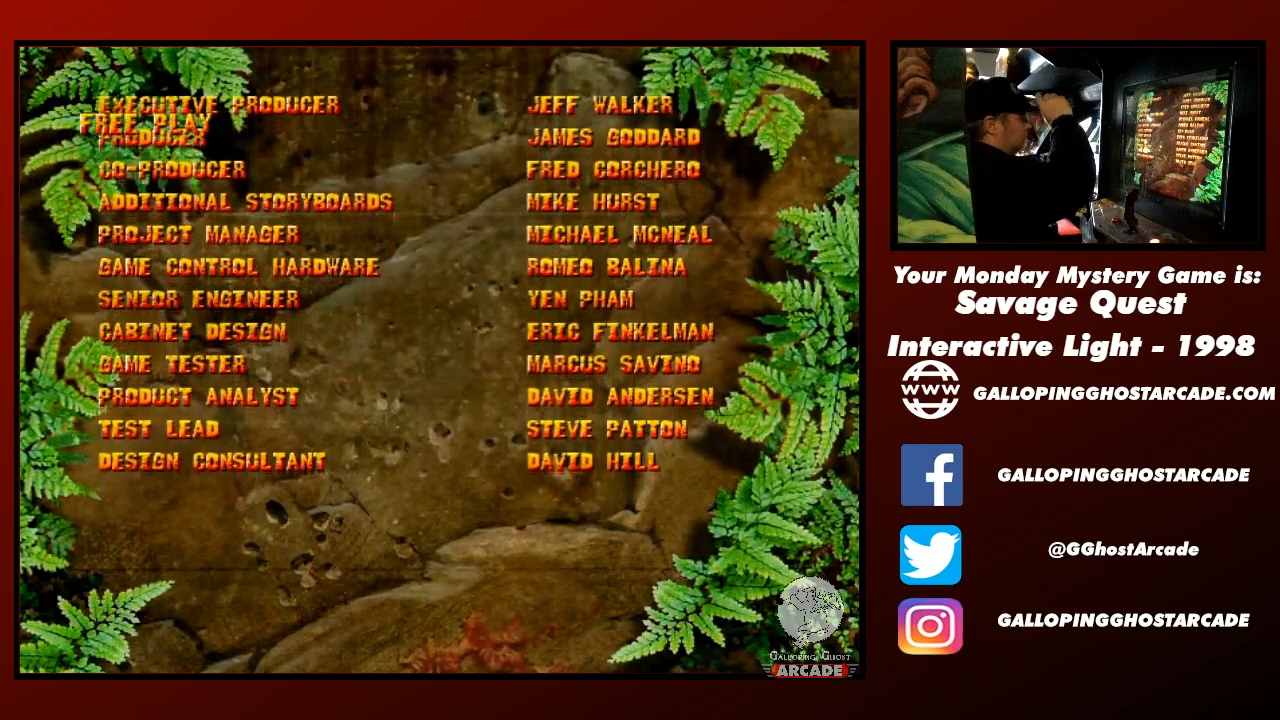 EXECUTIVE PRODUCER JEFF WALKER
FREE PLAY
PRODUCER JAMES GODDARD
CO-PRODUCER FRED CORCHERO
ADDITIONAL STORYBOARDS MIKE HURST
PROJECT MANAGER MICHAEL MCNEAL
GAME CONTROL HARDWARE ROMEO BALINA
SENIOR ENGINEER YEN PHAM
CABINET DESIGN ERIC FINKELMAN
GAME TESTER MARCUS SAVINO
PRODUCT ANALYST DAVID ANDERSEN
TEST LEAD STEVE PATTON
DESIGN CONSULTANT DAVID HILL
GALLOPING GHOST
ARCADE
Your Monday Mystery Game is:
Savage Quest
Interactive Light - 1998
WWW
GALLOPINGGHOSTARCADE.COM
f GALLOPINGGHOSTARCADE
@GGhostArcade
GALLOPINGGHOSTARCADE